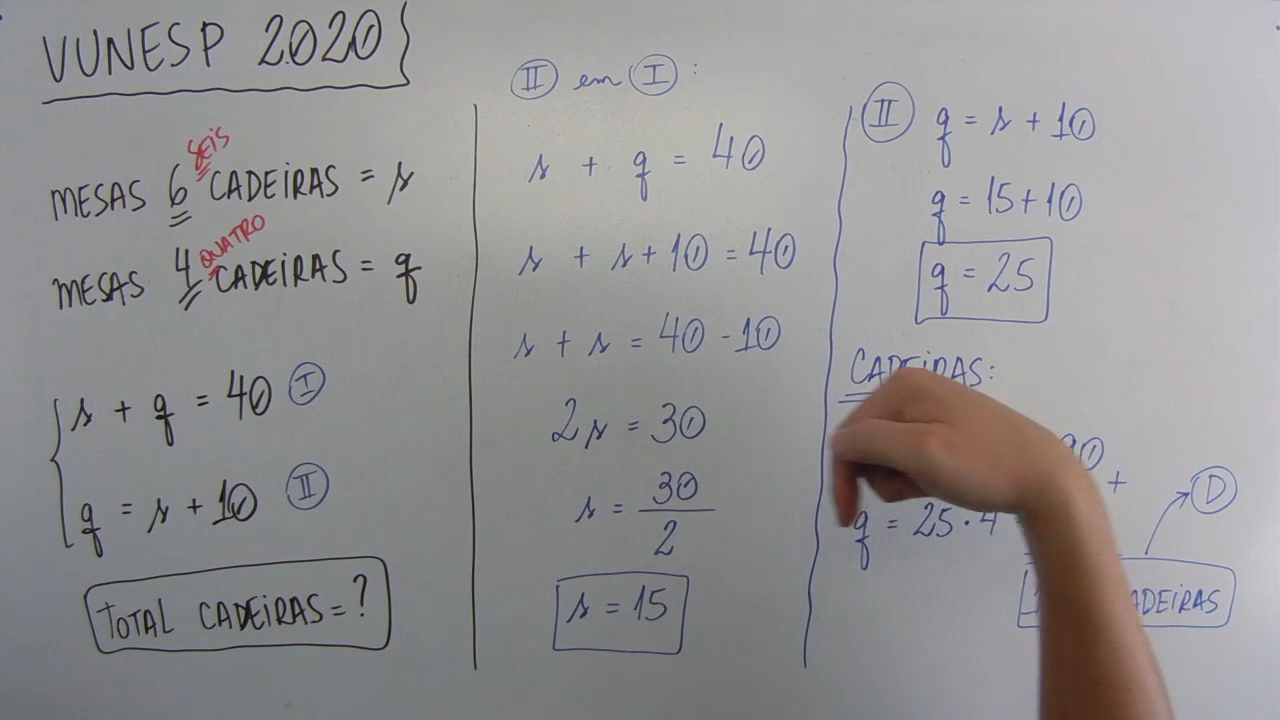 VUNESP 2020
SEIS
MESAS 6 CADEIRAS = s
QUATRO
MESAS 4 CADEIRAS = q
s + q = 40 I
q = s + 10 II
TOTAL CADEIRAS = ?
II em I :
s + q = 40
s + s + 10 = 40
s + s = 40 - 10
2s = 30
s = 30
2
s = 15
II q = s + 10
q = 15 + 10
q = 25
CADEIRAS:
+
D
q = 25 · 4